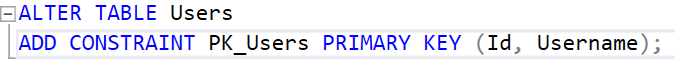 ALTER TABLE Users
ADD CONSTRAINT PK_Users PRIMARY KEY (Id, Username);